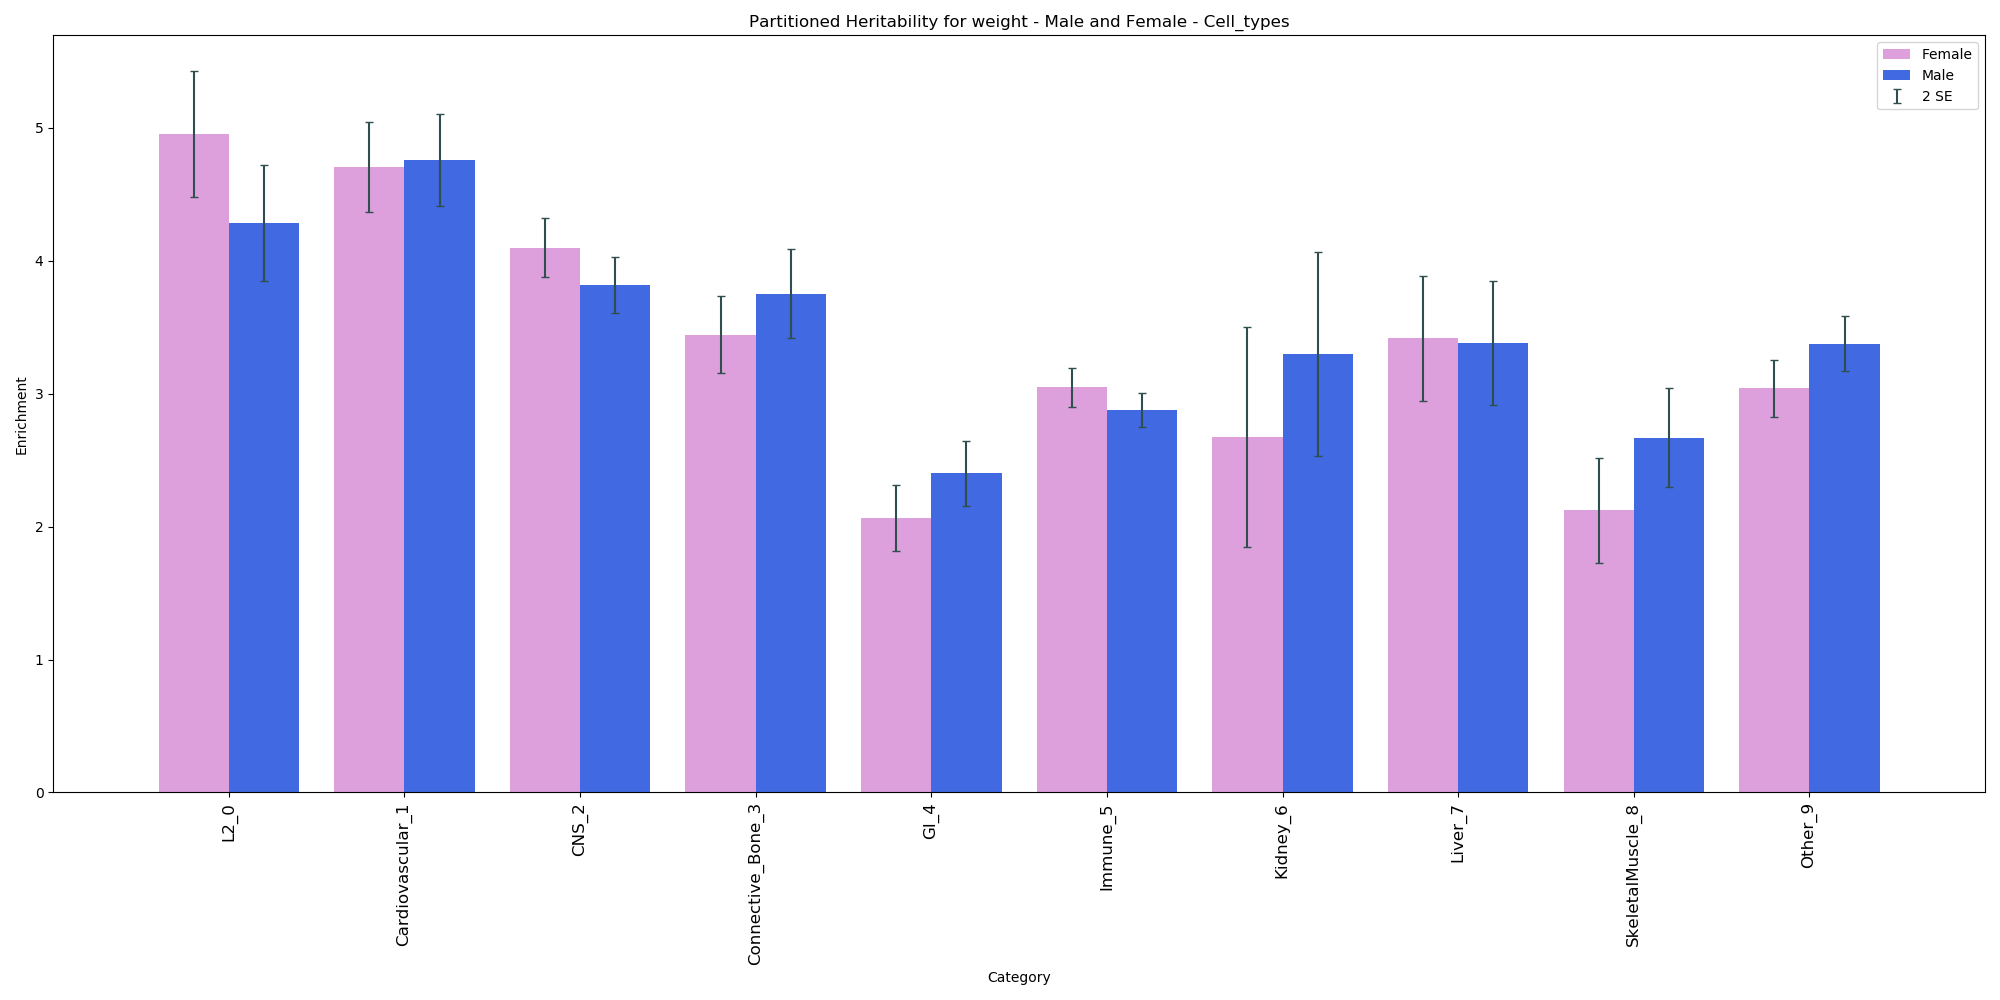 Partitioned Heritability for weight - Male and Female - Cell_types
Female
Male
2 SE
Enrichment
5
4
3
2
1
0
L2_0
Cardiovascular_1
CNS_2
Connective_Bone_3
GI_4
Immune_5
Kidney_6
Liver_7
SkeletalMuscle_8
Other_9
Category